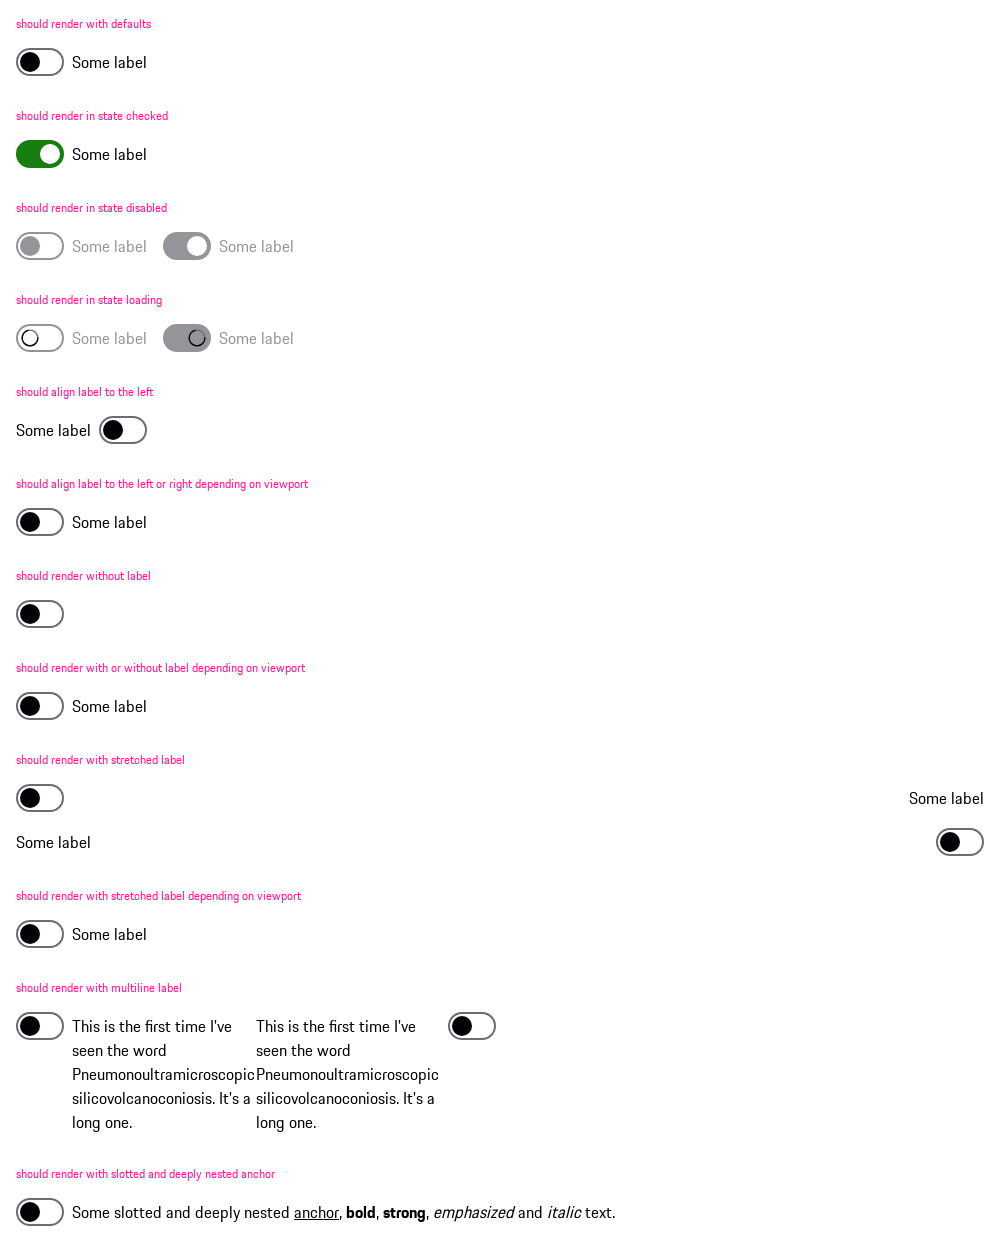 should render with defaults
Some label
should render in state checked
Some label
should render in state disabled
Some label Some label
should render in state loading
Some label Some label
should align label to the left
Some label
should align label to the left or right depending on viewport
Some label
should render without label
should render with or without label depending on viewport
Some label
should render with stretched label
Some label
Some label
should render with stretched label depending on viewport
Some label
should render with multiline label
This is the first time I've
seen the word
Pneumonoultramicroscopic
silicovolcanoconiosis. It's a
long one.
This is the first time I've
seen the word
Pneumonoultramicroscopic
silicovolcanoconiosis. It's a
long one.
should render with slotted and deeply nested anchor
Some slotted and deeply nested anchor, bold, strong, emphasized and italic text.